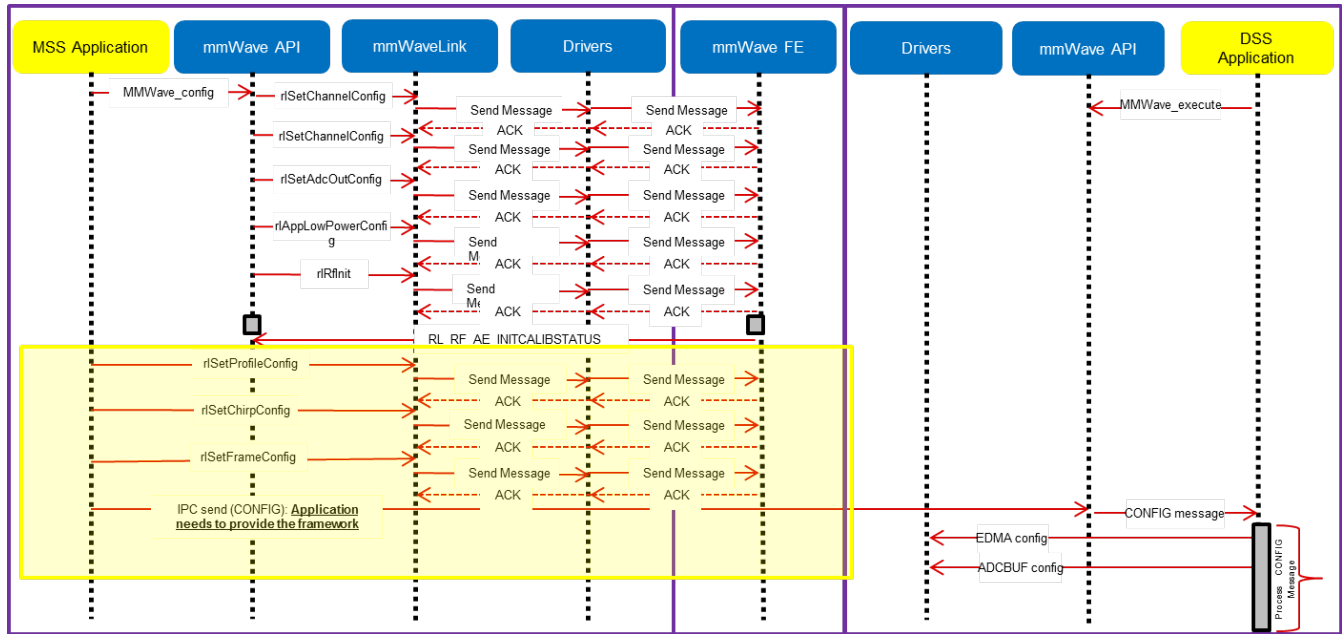 MSS Application
mmWave API
mmWaveLink
Drivers
mmWave FE
Drivers
mmWave API
DSS
Application
MMWave_config
rlSetChannelConfig
Send Message
Send Message
MMWave_execute
ACK
ACK
rlSetChannelConfig
Send Message
Send Message
ACK
ACK
rlSetAdcOutConfig
Send Message
Send Message
ACK
ACK
rlAppLowPowerConfi
g
Send
Send Message
ACK
ACK
rlRfInit
Send
Send Message
ACK
ACK
RL_RF_AE_INITCALIBSTATUS
rlSetProfileConfig
Send Message
Send Message
ACK
ACK
rlSetChirpConfig
Send Message
Send Message
ACK
ACK
rlSetFrameConfig
Send Message
Send Message
ACK
ACK
IPC send (CONFIG): Application
needs to provide the framework
CONFIG message
EDMA config
ADCBUF config
Process CONFIG
Message